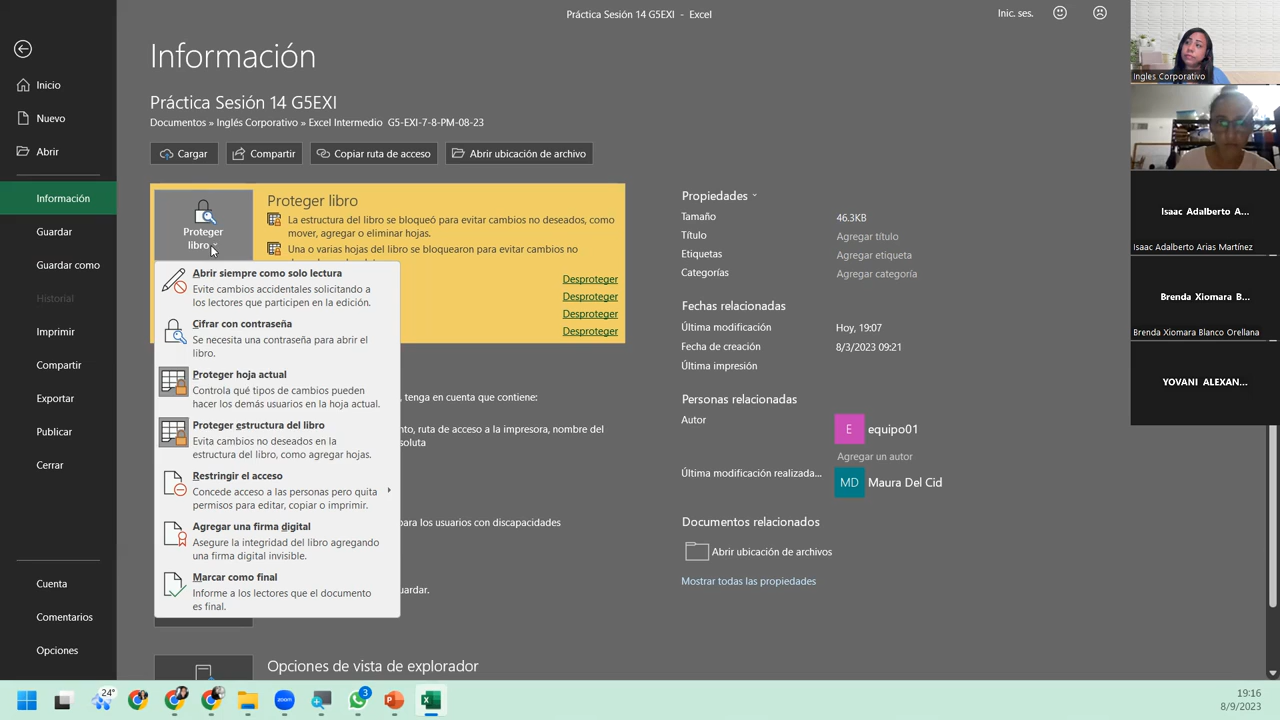 Práctica Sesión 14 G5EXI - Excel
Inic. ses.
Inicio
Nuevo
Abrir
Información
Guardar
Guardar como
Historial
Imprimir
Compartir
Exportar
Publicar
Cerrar
Cuenta
Comentarios
Opciones
Información
Práctica Sesión 14 G5EXI
Documentos » Inglés Corporativo » Excel Intermedio G5-EXI-7-8-PM-08-23
Cargar
Compartir
Copiar ruta de acceso
Abrir ubicación de archivo
Proteger
libro
Proteger libro
La estructura del libro se bloqueó para evitar cambios no deseados, como
mover, agregar o eliminar hojas.
Una o varias hojas del libro se bloquearon para evitar cambios no
Desproteger
Desproteger
Desproteger
Desproteger
Abrir siempre como solo lectura
Evite cambios accidentales solicitando a
los lectores que participen en la edición.
Cifrar con contraseña
Se necesita una contraseña para abrir el
libro.
Proteger hoja actual
Controla qué tipos de cambios pueden
hacer los demás usuarios en la hoja actual.
Proteger estructura del libro
Evita cambios no deseados en la
estructura del libro, como agregar hojas.
Restringir el acceso
Concede acceso a las personas pero quita
permisos para editar, copiar o imprimir.
Agregar una firma digital
Asegure la integridad del libro agregando
una firma digital invisible.
Marcar como final
Informe a los lectores que el documento
es final.
, tenga en cuenta que contiene:
nto, ruta de acceso a la impresora, nombre del
soluta
para los usuarios con discapacidades
uardar.
Opciones de vista de explorador
Propiedades
Tamaño 46.3KB
Título Agregar título
Etiquetas Agregar etiqueta
Categorías Agregar categoría
Fechas relacionadas
Última modificación Hoy, 19:07
Fecha de creación 8/3/2023 09:21
Última impresión
Personas relacionadas
Autor
E equipo01
Agregar un autor
Última modificación realizada... MD Maura Del Cid
Documentos relacionados
Abrir ubicación de archivos
Mostrar todas las propiedades
Ingles Corporativo
Isaac Adalberto A...
Isaac Adalberto Arias Martínez
Brenda Xiomara B...
Brenda Xiomara Blanco Orellana
YOVANI ALEXAN...
24°
zoom
3
19:16
8/9/2023